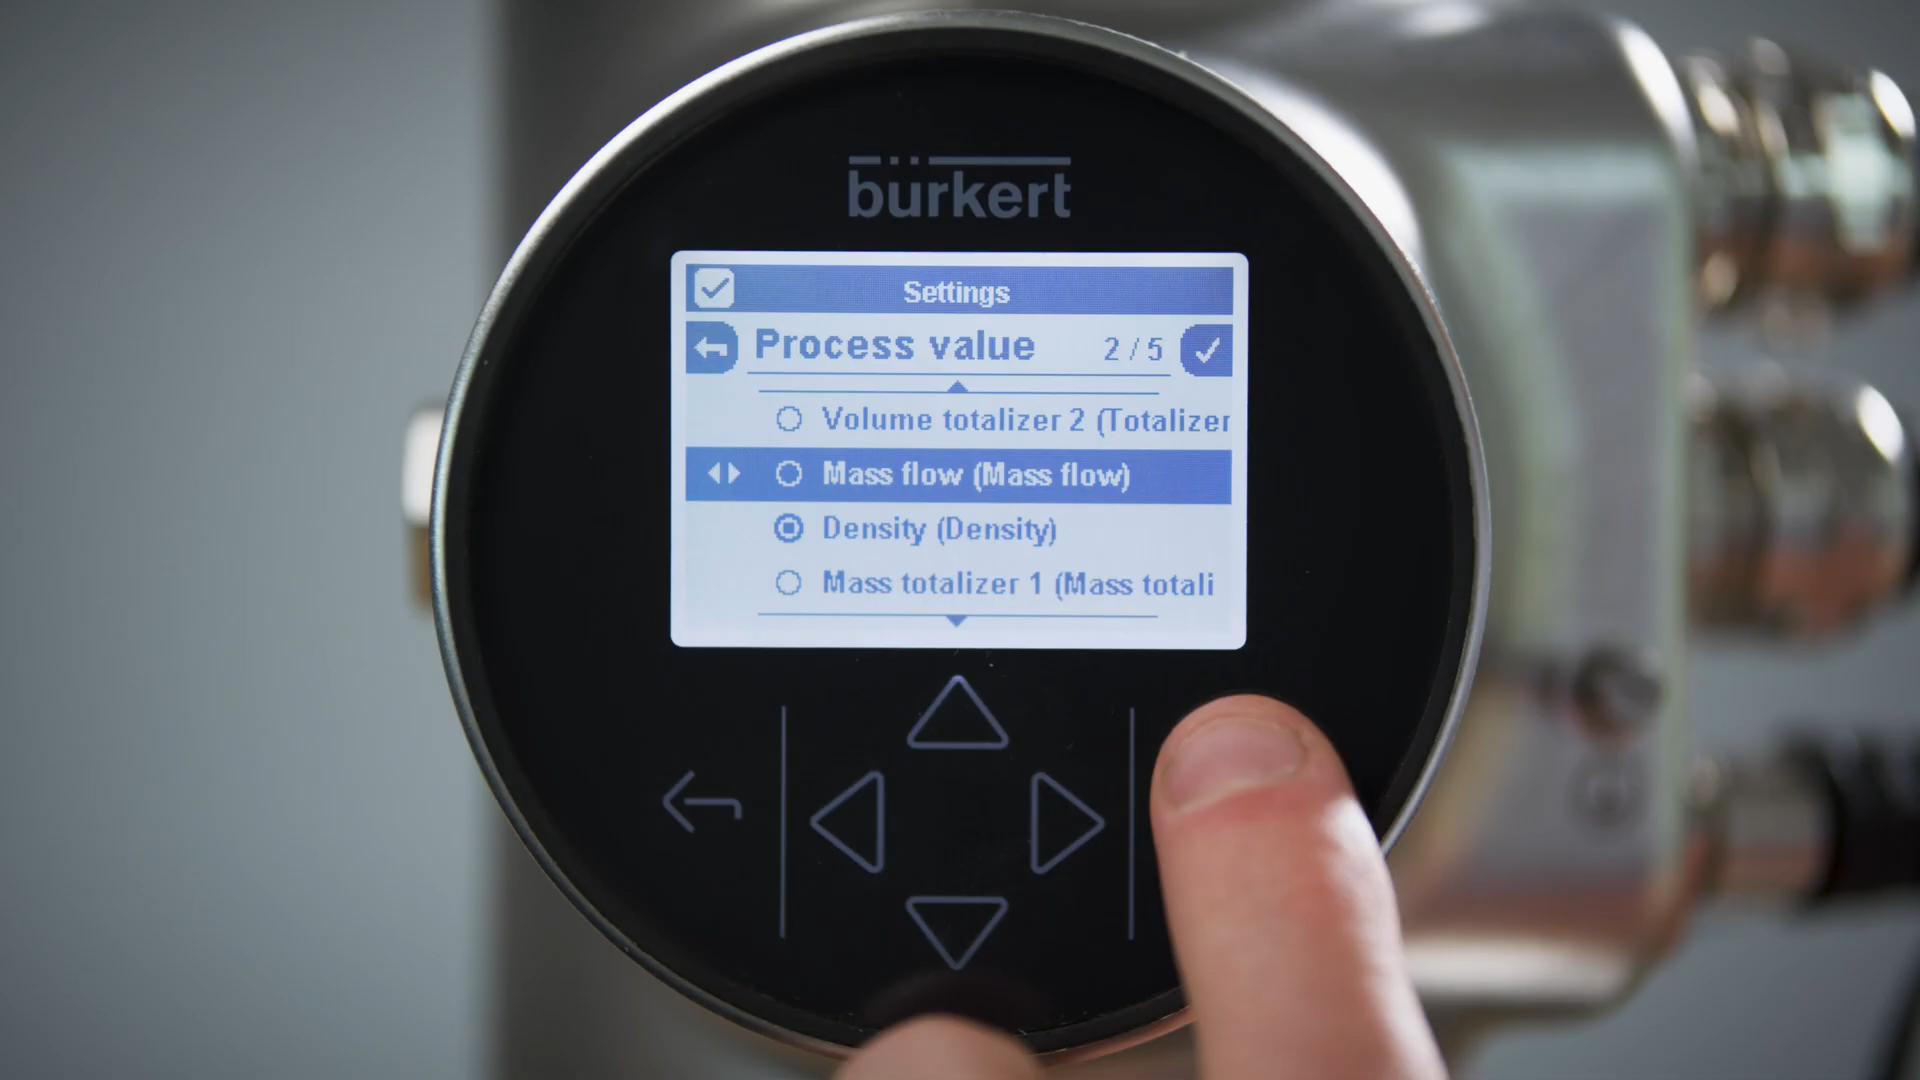 bürkert
Settings
Process value 2 / 5
Volume totalizer 2 (Totalizer
Mass flow (Mass flow)
Density (Density)
Mass totalizer 1 (Mass totali